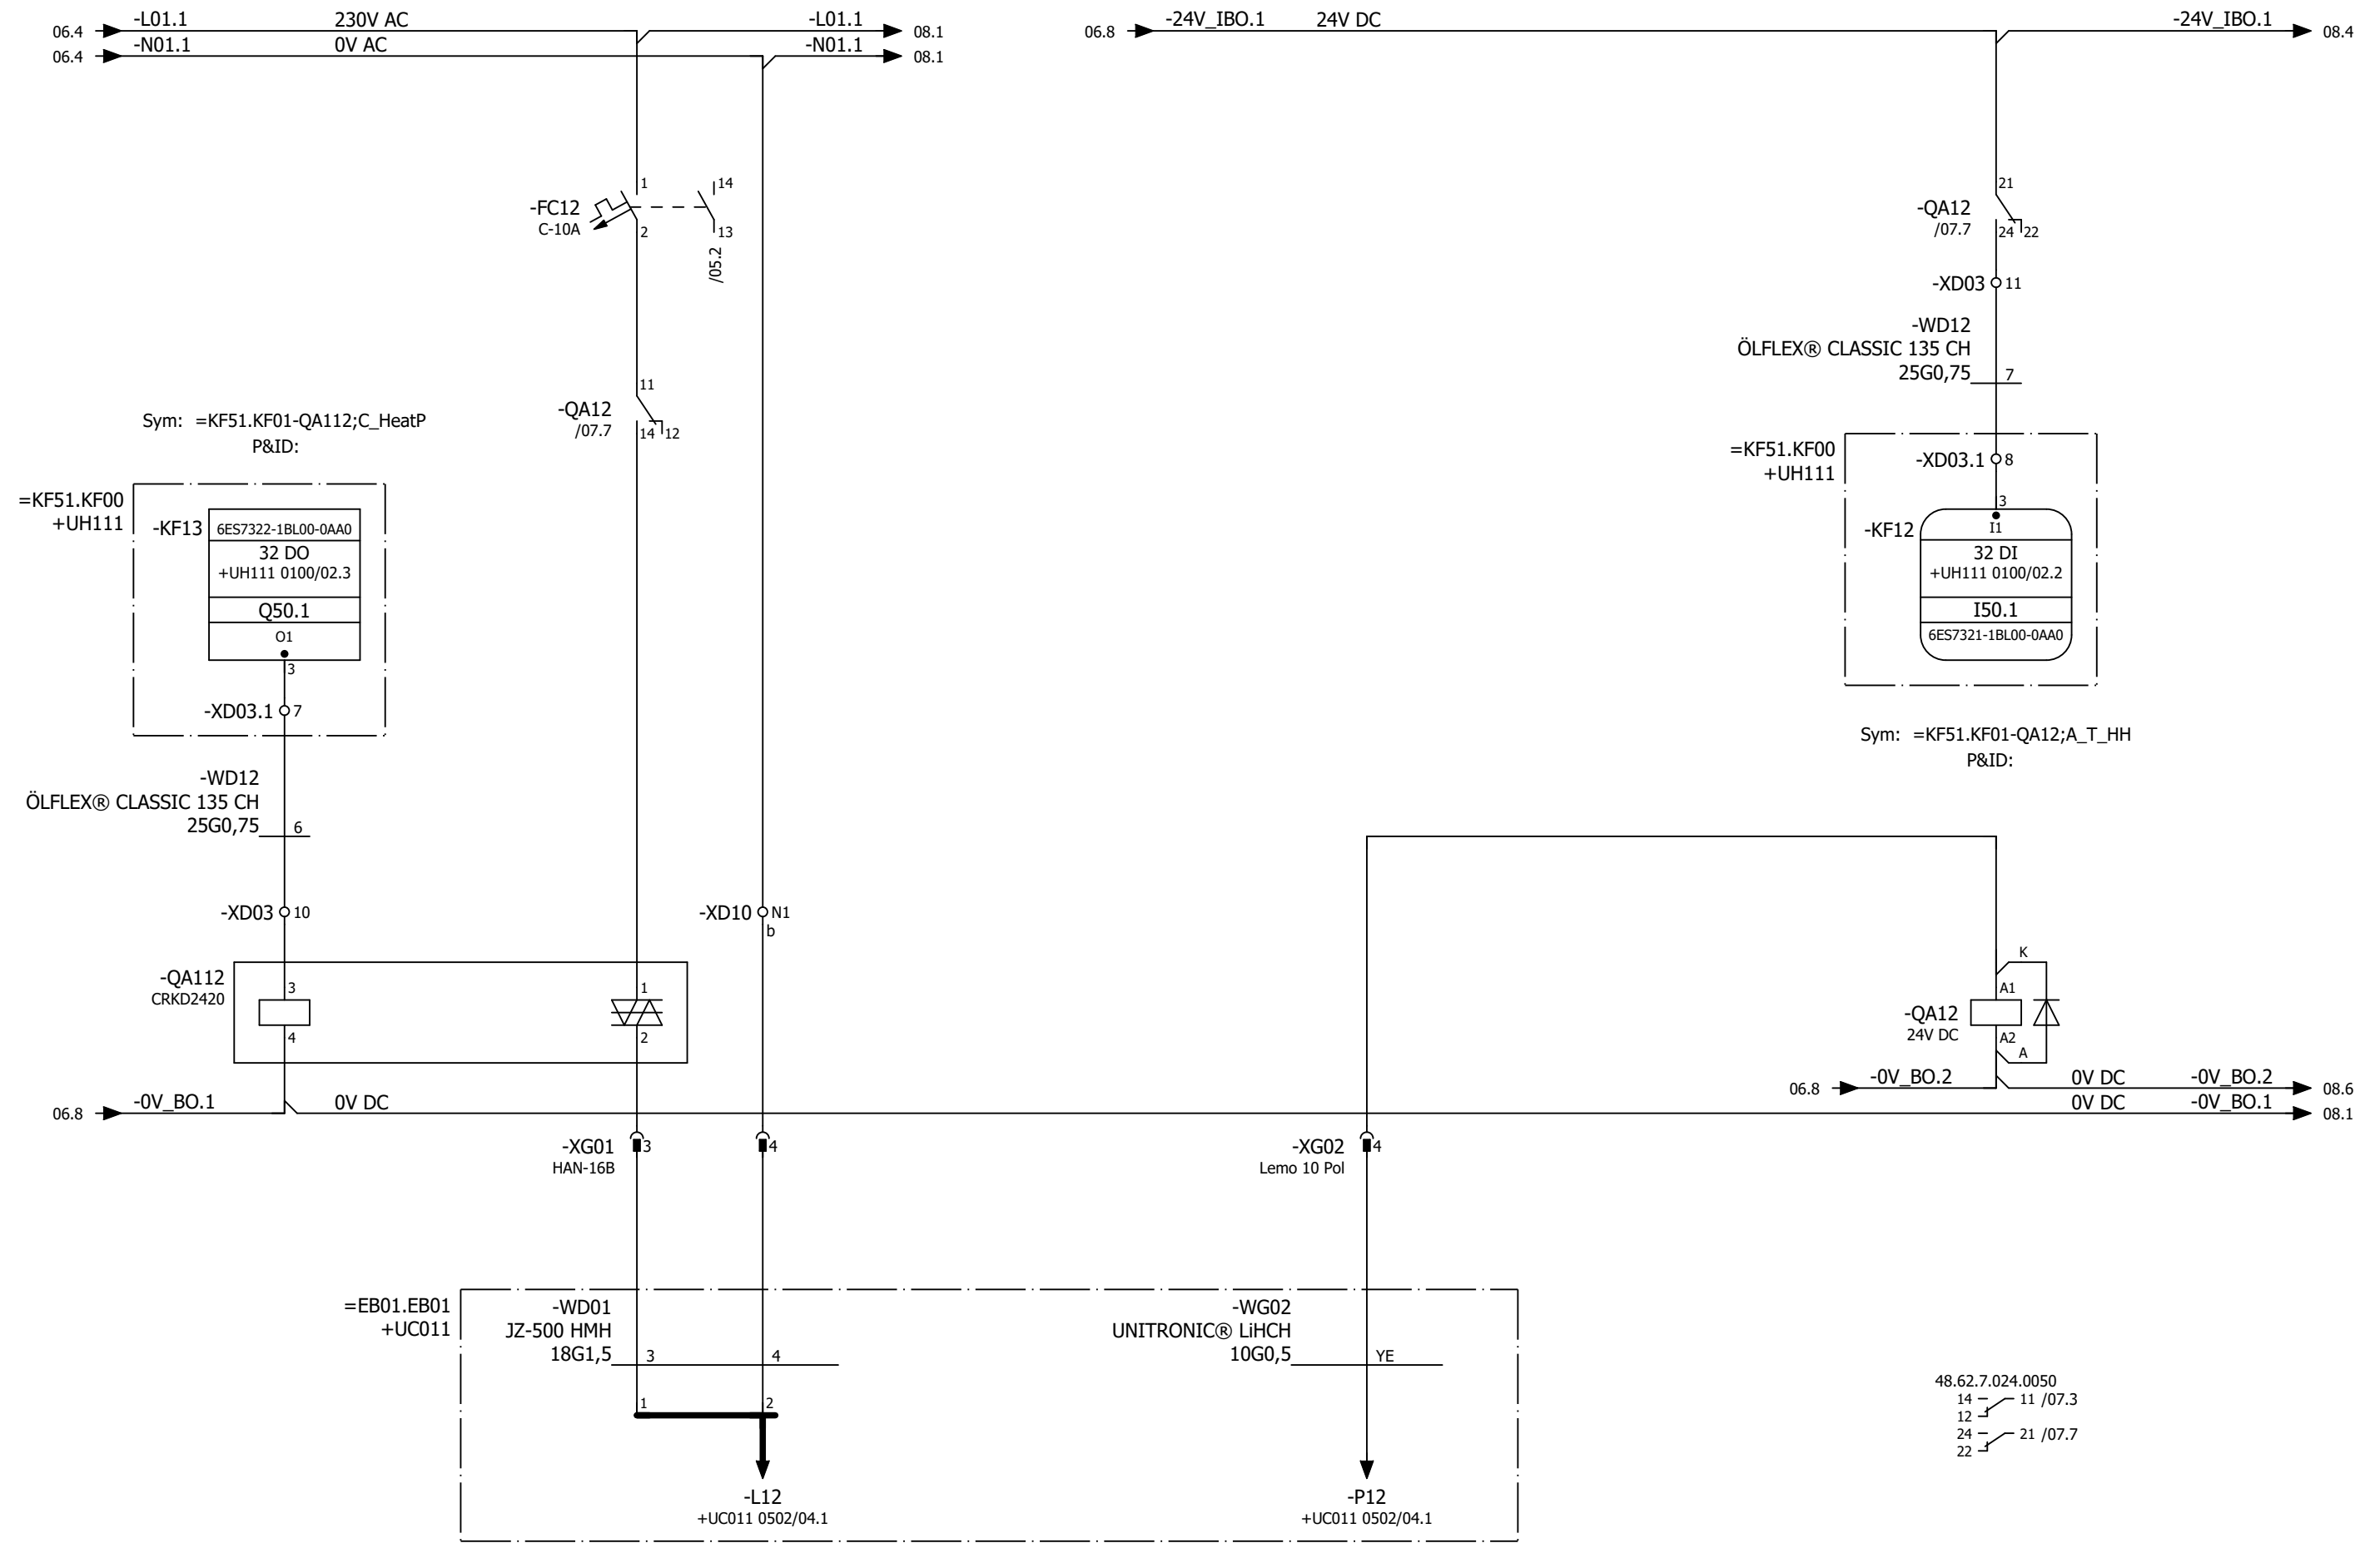 -L01.1 230V AC -L01.1
06.4 08.1
-N01.1 0V AC -N01.1
06.4 08.1
-24V_IBO.1 24V DC -24V_IBO.1
06.8 08.4
1 14
-FC12
C-10A
2 13
/05.2
11
-QA12
/07.7
14 12
Sym: =KF51.KF01-QA112;C_HeatP
P&ID:
=KF51.KF00
+UH111
-KF13
6ES7322-1BL00-0AA0
32 DO
+UH111 0100/02.3
Q50.1
O1
3
-XD03.1 7
-WD12
ÖLFLEX® CLASSIC 135 CH
25G0,75 6
-XD03 10
-XD10 N1
b
-QA112
CRKD2420
3 1
4 2
21
-QA12
/07.7
24 22
-XD03 11
-WD12
ÖLFLEX® CLASSIC 135 CH
25G0,75 7
=KF51.KF00
+UH111
-XD03.1 8
3
-KF12
I1
32 DI
+UH111 0100/02.2
I50.1
6ES7321-1BL00-0AA0
Sym: =KF51.KF01-QA12;A_T_HH
P&ID:
K
A1
-QA12
24V DC
A2
A
-0V_BO.2 0V DC -0V_BO.2
06.8 08.6
-0V_BO.1 0V DC 0V DC -0V_BO.1
06.8 08.1
-XG01 3 4
HAN-16B
-XG02 4
Lemo 10 Pol
=EB01.EB01
+UC011
-WD01
JZ-500 HMH
18G1,5 3 4
1 2
-L12
+UC011 0502/04.1
-WG02
UNITRONIC® LiHCH
10G0,5 YE
-P12
+UC011 0502/04.1
48.62.7.024.0050
14 11 /07.3
12
24 21 /07.7
22